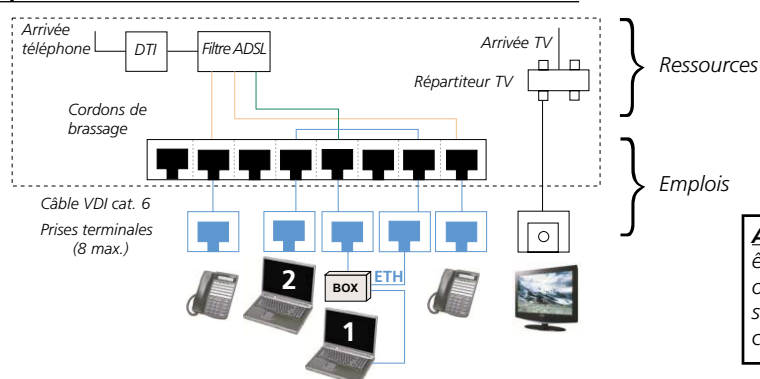 Arrivée
téléphone
DTI
Filtre ADSL
Arrivée TV
Répartiteur TV
Ressources
Cordons de
brassage
Emplois
Câble VDI cat. 6
Prises terminales
(8 max.)
2
BOX
ETH
1